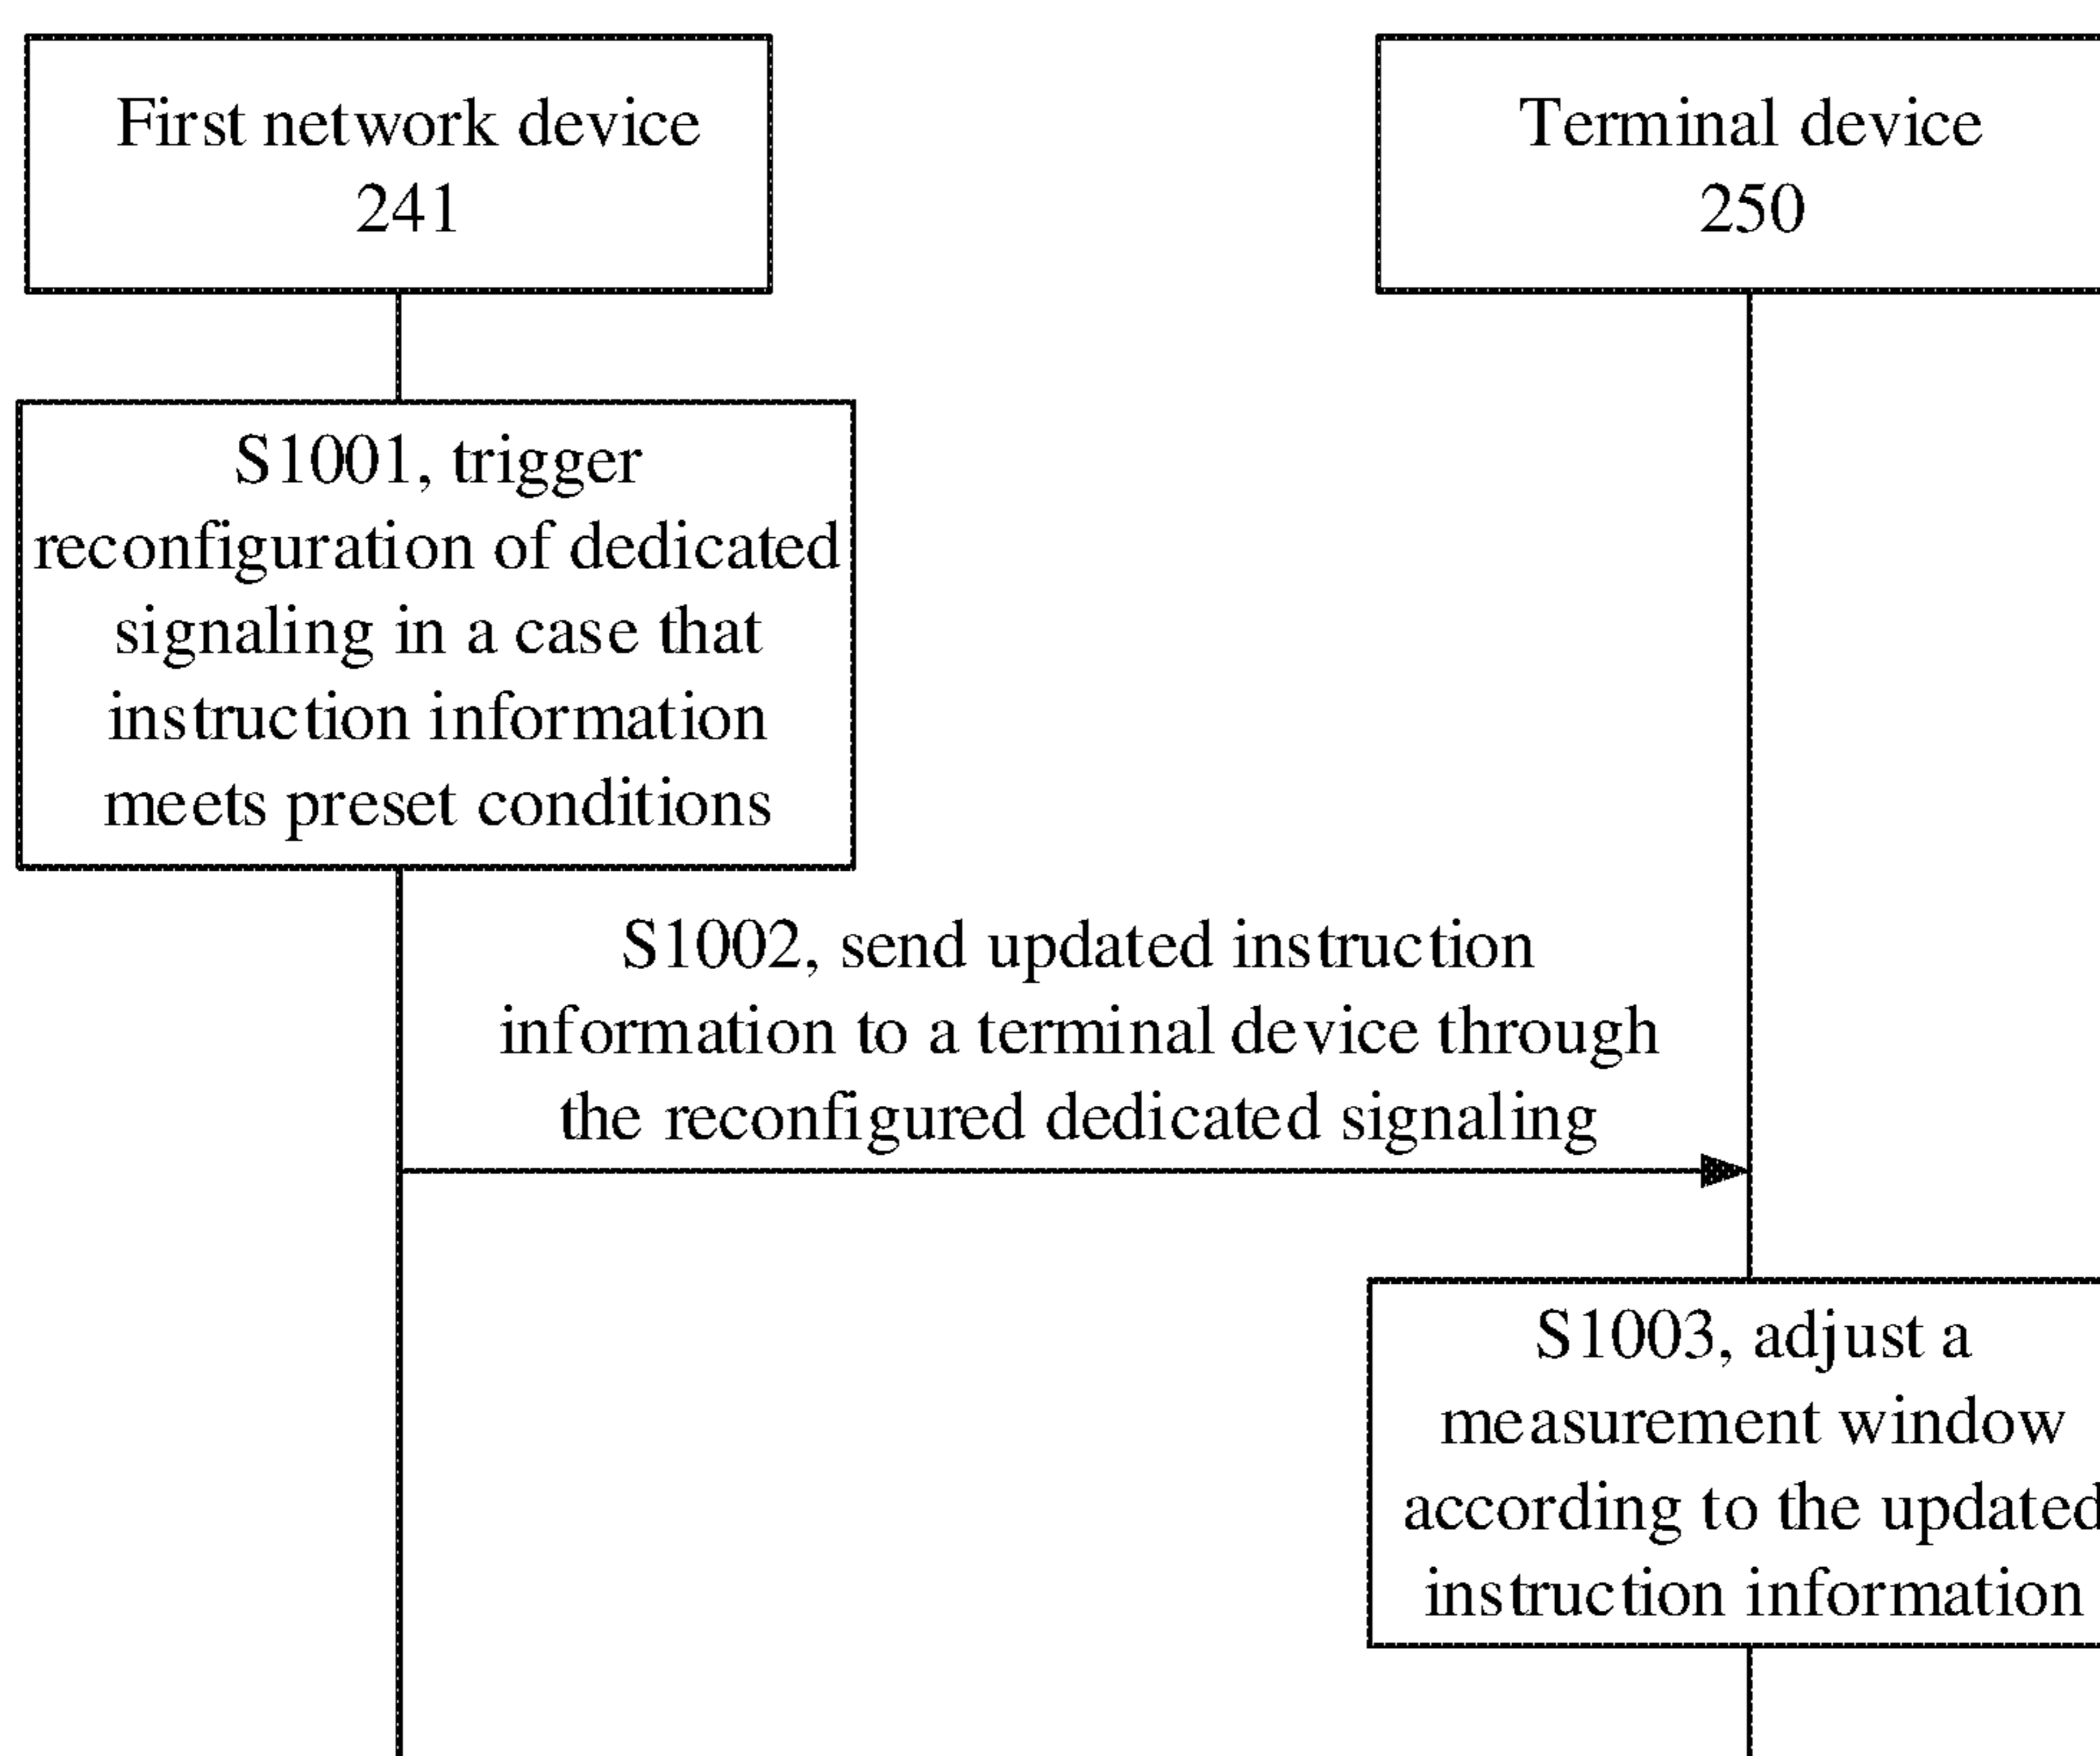 First network device
241
Terminal device
250
S1001, trigger
reconfiguration of dedicated
signaling in a case that
instruction information
meets preset conditions
S1002, send updated instruction
information to a terminal device through
the reconfigured dedicated signaling
S1003, adjust a
measurement window
according to the updated
instruction information